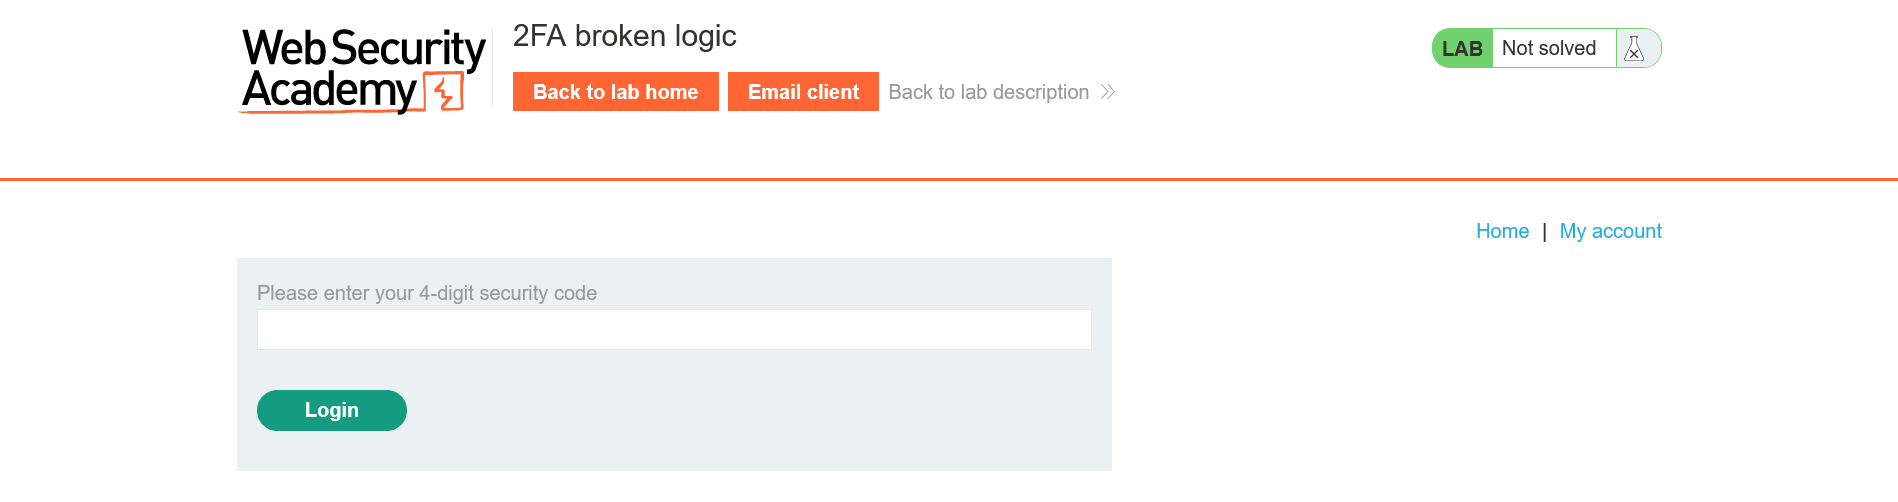 Web Security
Academy
2FA broken logic
Back to lab home
Email client
Back to lab description
LAB
Not solved
Home | My account
Please enter your 4-digit security code
Login